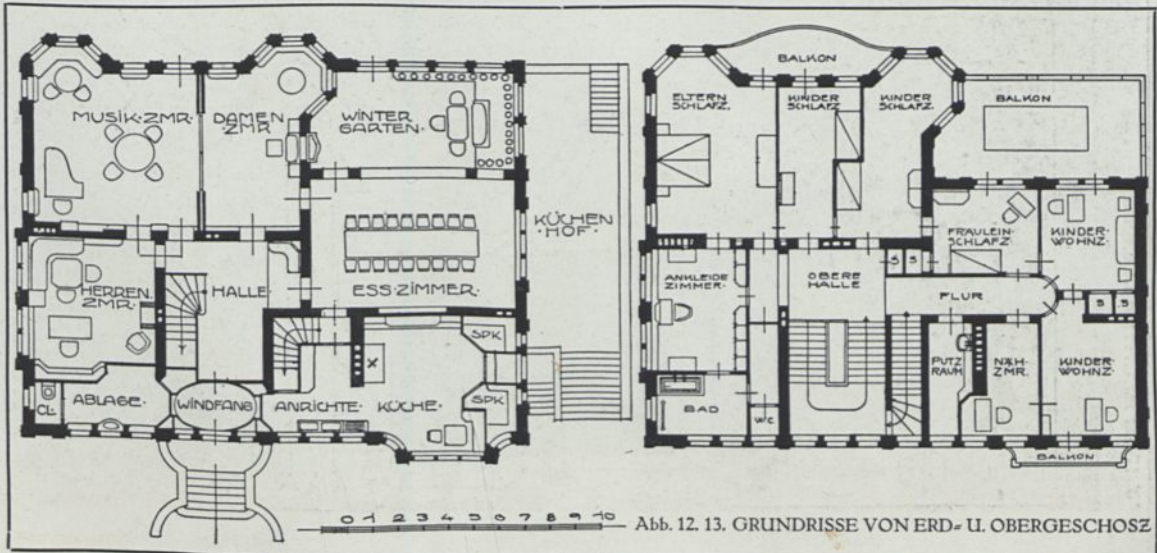 MUSIK·ZMR·
DAMEN
ZMR
WINTER
GARTEN·
KÜCHEN
HOF·
HERREN
ZMR·
·HALLE·
·ESS·ZIMMER·
SPK
SPK
CL·
ABLAGE·
WINDFANG
ANRICHTE·
KÜCHE·
X
BALKON
ELTERN
SCHLAFZ.
KINDER
SCHLAFZ
KINDER
SCHLAFZ.
BALKON
FRÄULEIN-
SCHLAFZ
KINDER-
WOHNZ.
ANKLEIDE
ZIMMER·
OBERE
HALLE
S S
FLUR
S S
PUTZ
RAUM
NÄH-
ZMR.
KINDER
WOHNZ
BAD
WC
BALKON
0 1 2 3 4 5 6 7 8 9 10
Abb. 12. 13. GRUNDRISSE VON ERD= U. OBERGESCHOSZ